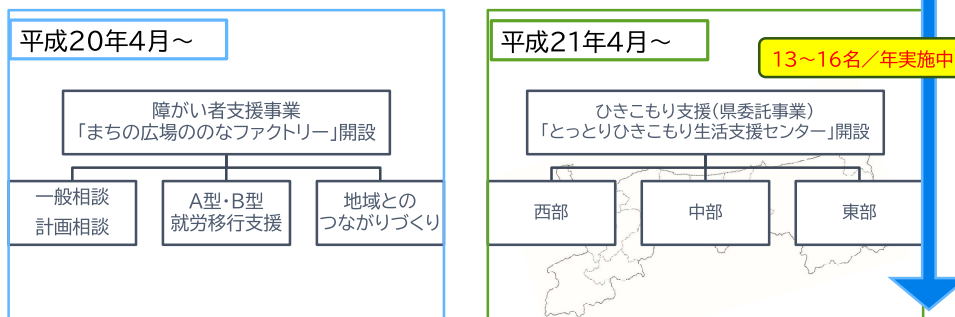 平成20年4月～
障がい者支援事業
「まちの広場ののなファクトリー」開設
一般相談
計画相談
A型・B型
就労移行支援
地域との
つながりづくり
平成21年4月～
13～16名／年実施中
ひきこもり支援(県委託事業)
「とっとりひきこもり生活支援センター」開設
西部
中部
東部